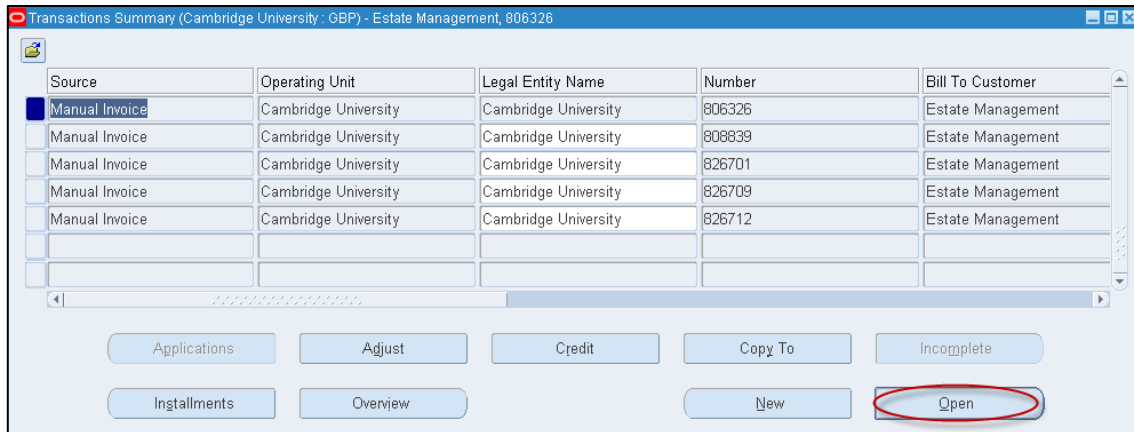 Transactions Summary (Cambridge University : GBP) - Estate Management, 806326
Source Operating Unit Legal Entity Name Number Bill To Customer
Manual Invoice Cambridge University Cambridge University 806326 Estate Management
Manual Invoice Cambridge University Cambridge University 808839 Estate Management
Manual Invoice Cambridge University Cambridge University 826701 Estate Management
Manual Invoice Cambridge University Cambridge University 826709 Estate Management
Manual Invoice Cambridge University Cambridge University 826712 Estate Management
Applications Adjust Credit Copy To Incomplete
Installments Overview New Open